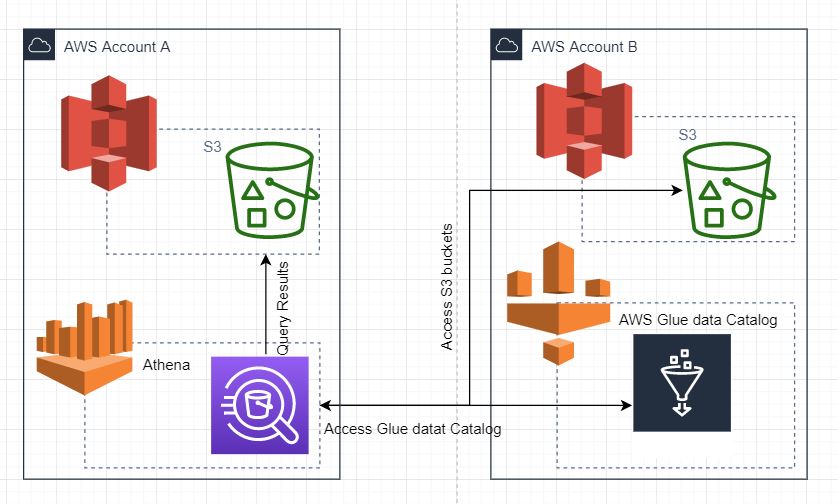 AWS Account A
S3
Query Results
Athena
Access Glue datat Catalog
Access S3 buckets
AWS Account B
S3
AWS Glue data Catalog